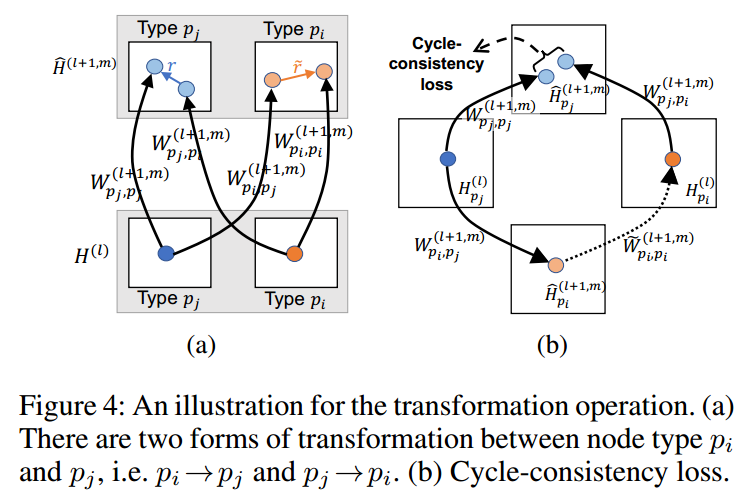 Type $p_j$ Type $p_i$
$\widehat{H}^{(l+1,m)}$
$r$ $\tilde{r}$
$W_{p_j,p_j}^{(l+1,m)}$ $W_{p_j,p_i}^{(l+1,m)}$ $W_{p_i,p_j}^{(l+1,m)}$ $W_{p_i,p_i}^{(l+1,m)}$
$H^{(l)}$
Type $p_j$ Type $p_i$
(a)
Cycle-
consistency
loss
$\widehat{H}_{p_j}^{(l+1,m)}$
$W_{p_j,p_j}^{(l+1,m)}$ $W_{p_j,p_i}^{(l+1,m)}$
$H_{p_j}^{(l)}$ $H_{p_i}^{(l)}$
$W_{p_i,p_j}^{(l+1,m)}$ $\widetilde{W}_{p_i,p_i}^{(l+1,m)}$
$\widehat{H}_{p_i}^{(l+1,m)}$
(b)
Figure 4: An illustration for the transformation operation. (a)
There are two forms of transformation between node type $p_i$
and $p_j$, i.e. $p_i \rightarrow p_j$ and $p_j \rightarrow p_i$. (b) Cycle-consistency loss.